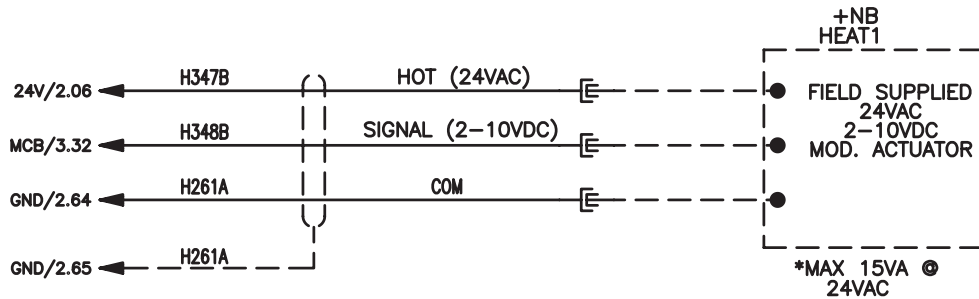 +NB
HEAT1
24V/2.06 H347B HOT (24VAC)
MCB/3.32 H348B SIGNAL (2-10VDC)
GND/2.64 H261A COM
GND/2.65 H261A
FIELD SUPPLIED
24VAC
2-10VDC
MOD. ACTUATOR
*MAX 15VA @
24VAC